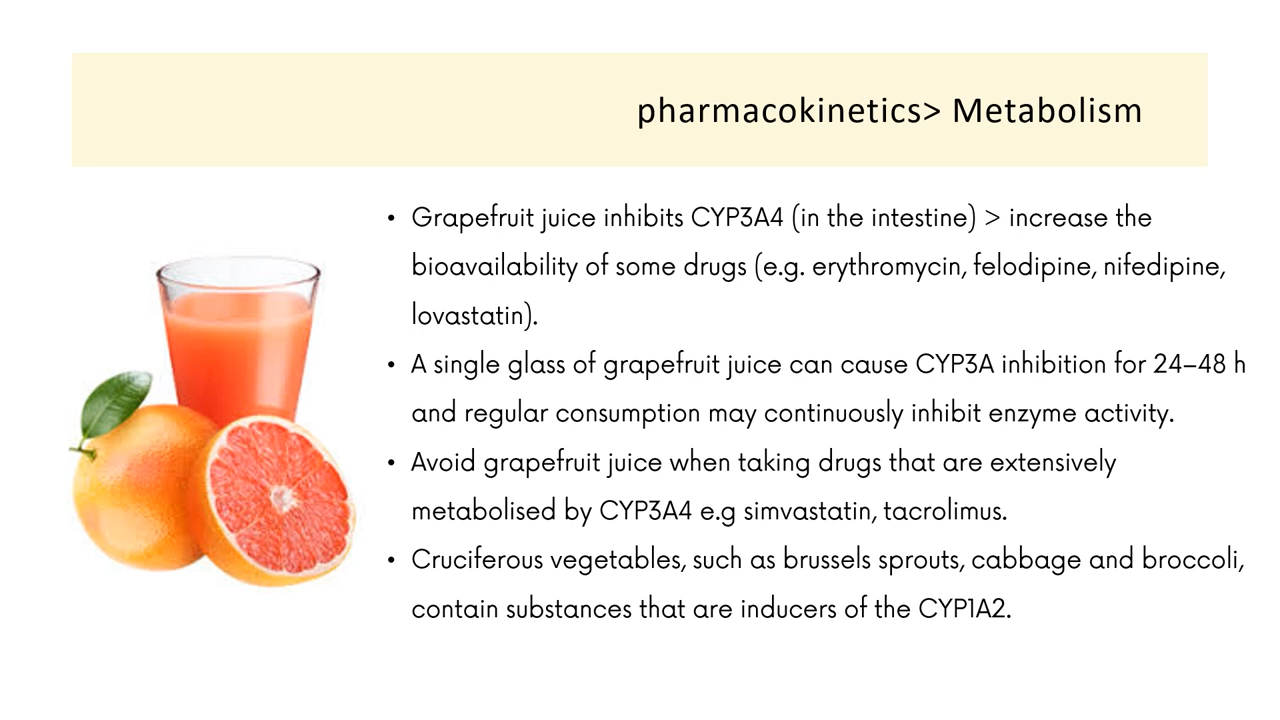 pharmacokinetics> Metabolism
• Grapefruit juice inhibits CYP3A4 (in the intestine) > increase the
bioavailability of some drugs (e.g. erythromycin, felodipine, nifedipine,
lovastatin).
• A single glass of grapefruit juice can cause CYP3A inhibition for 24–48 h
and regular consumption may continuously inhibit enzyme activity.
• Avoid grapefruit juice when taking drugs that are extensively
metabolised by CYP3A4 e.g simvastatin, tacrolimus.
• Cruciferous vegetables, such as brussels sprouts, cabbage and broccoli,
contain substances that are inducers of the CYP1A2.